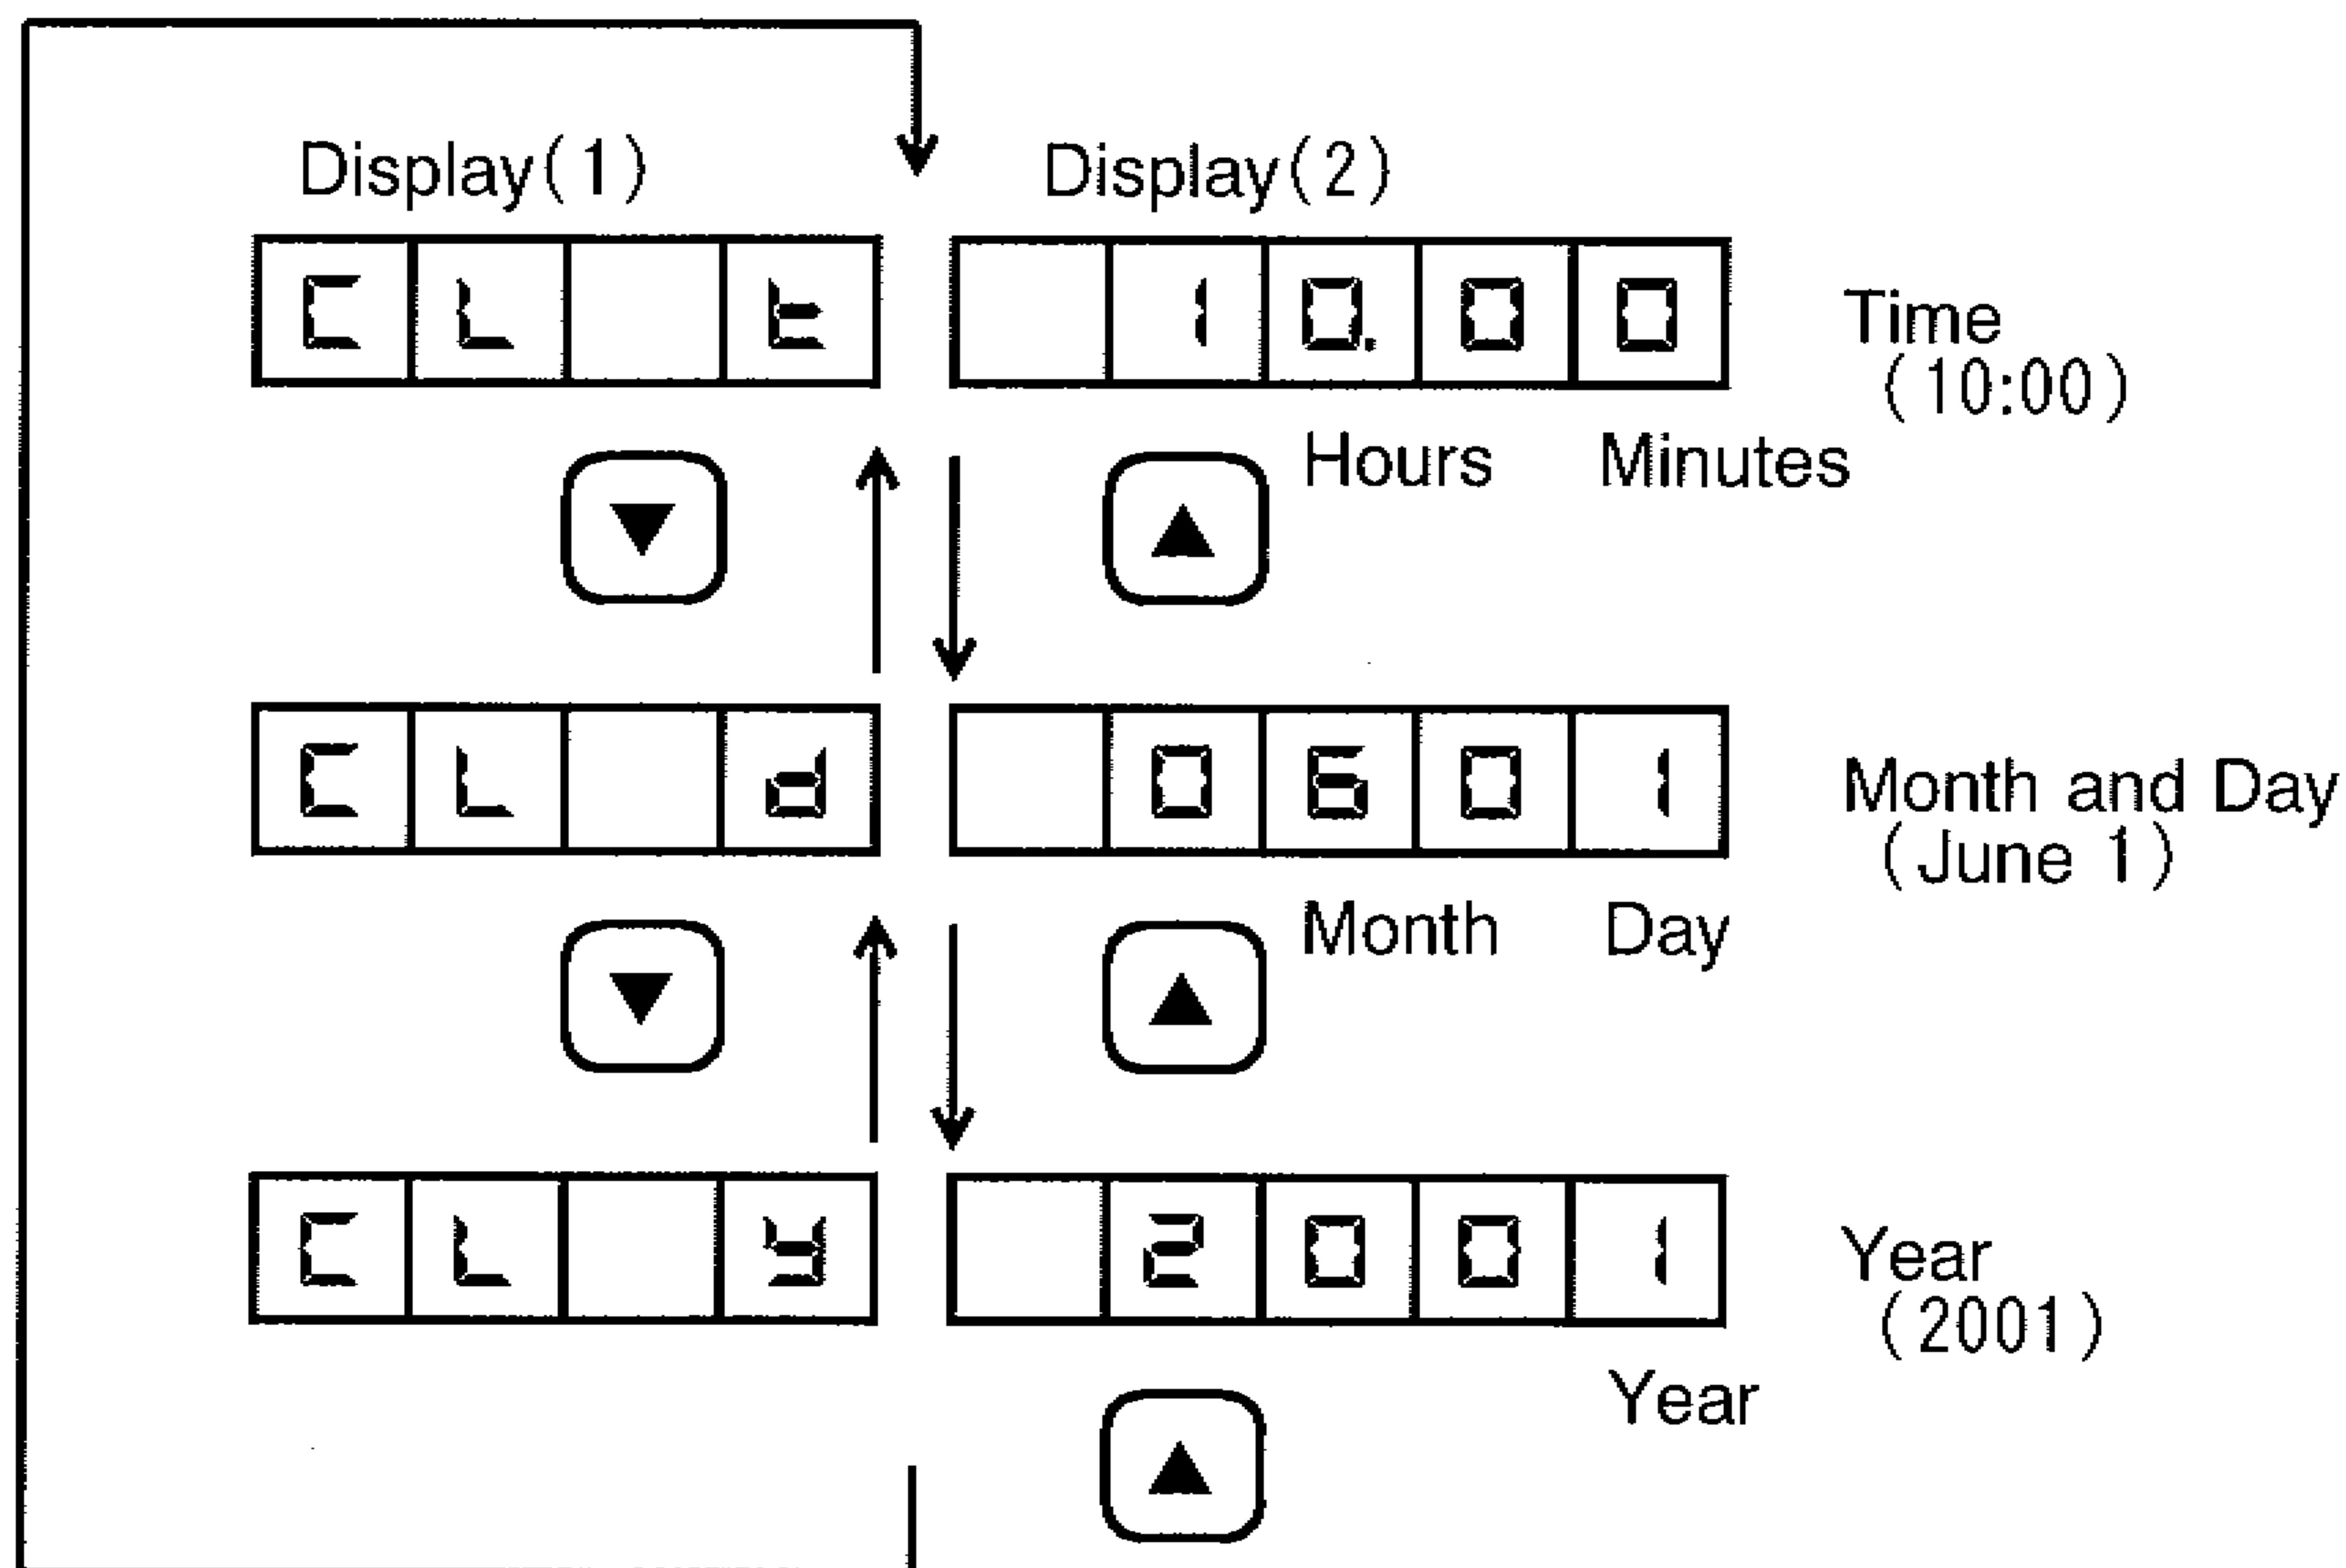 Display(1) Display(2)
CL t 10.00 Time
(10:00)
Hours Minutes
▼ ▲
CL d 0601 Month and Day
(June 1)
Month Day
▼ ▲
CL y 2001 Year
(2001)
Year
▲